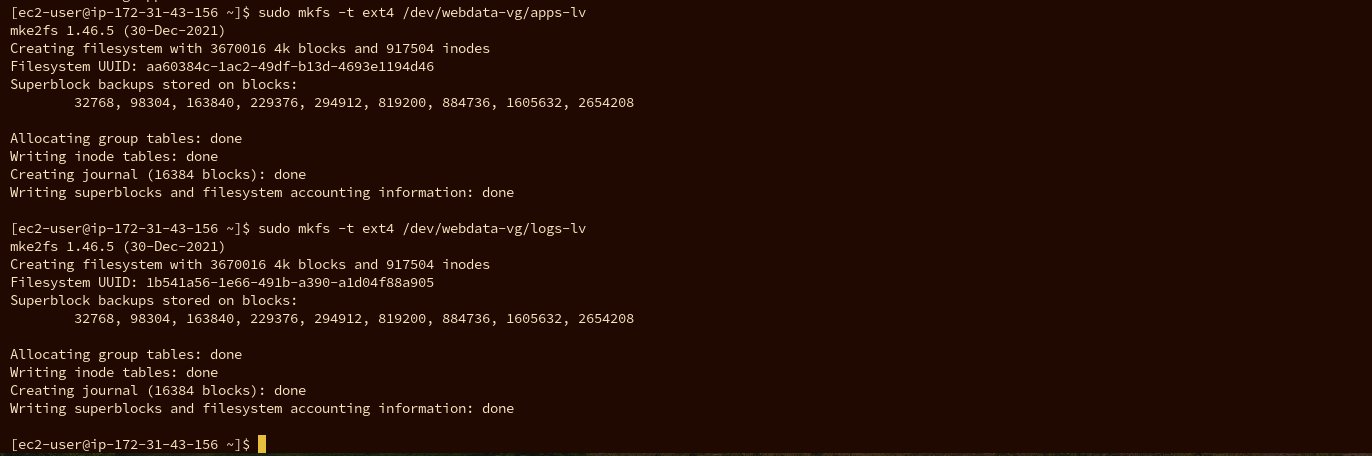 [ec2-user@ip-172-31-43-156 ~]$ sudo mkfs -t ext4 /dev/webdata-vg/apps-lv
mke2fs 1.46.5 (30-Dec-2021)
Creating filesystem with 3670016 4k blocks and 917504 inodes
Filesystem UUID: aa60384c-1ac2-49df-b13d-4693e1194d46
Superblock backups stored on blocks:
        32768, 98304, 163840, 229376, 294912, 819200, 884736, 1605632, 2654208

Allocating group tables: done
Writing inode tables: done
Creating journal (16384 blocks): done
Writing superblocks and filesystem accounting information: done

[ec2-user@ip-172-31-43-156 ~]$ sudo mkfs -t ext4 /dev/webdata-vg/logs-lv
mke2fs 1.46.5 (30-Dec-2021)
Creating filesystem with 3670016 4k blocks and 917504 inodes
Filesystem UUID: 1b541a56-1e66-491b-a390-a1d04f88a905
Superblock backups stored on blocks:
        32768, 98304, 163840, 229376, 294912, 819200, 884736, 1605632, 2654208

Allocating group tables: done
Writing inode tables: done
Creating journal (16384 blocks): done
Writing superblocks and filesystem accounting information: done

[ec2-user@ip-172-31-43-156 ~]$